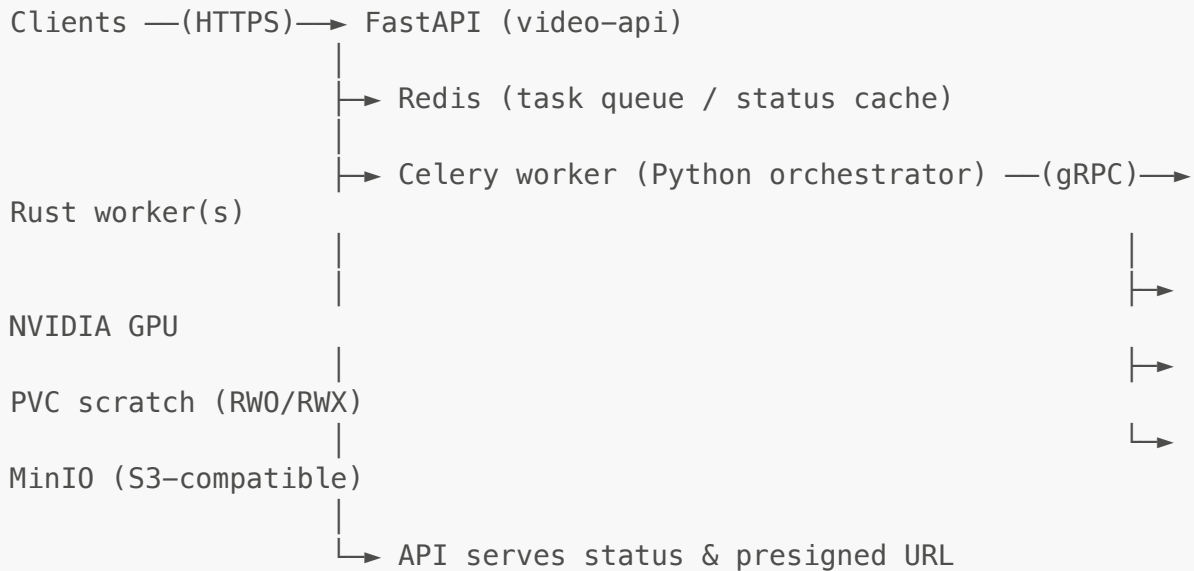 Clients —(HTTPS)—► FastAPI (video-api)
├─► Redis (task queue / status cache)
├─► Celery worker (Python orchestrator) —(gRPC)—►
Rust worker(s)
├─►
NVIDIA GPU
├─►
PVC scratch (RWO/RWX)
└─►
MinIO (S3-compatible)
└─► API serves status & presigned URL